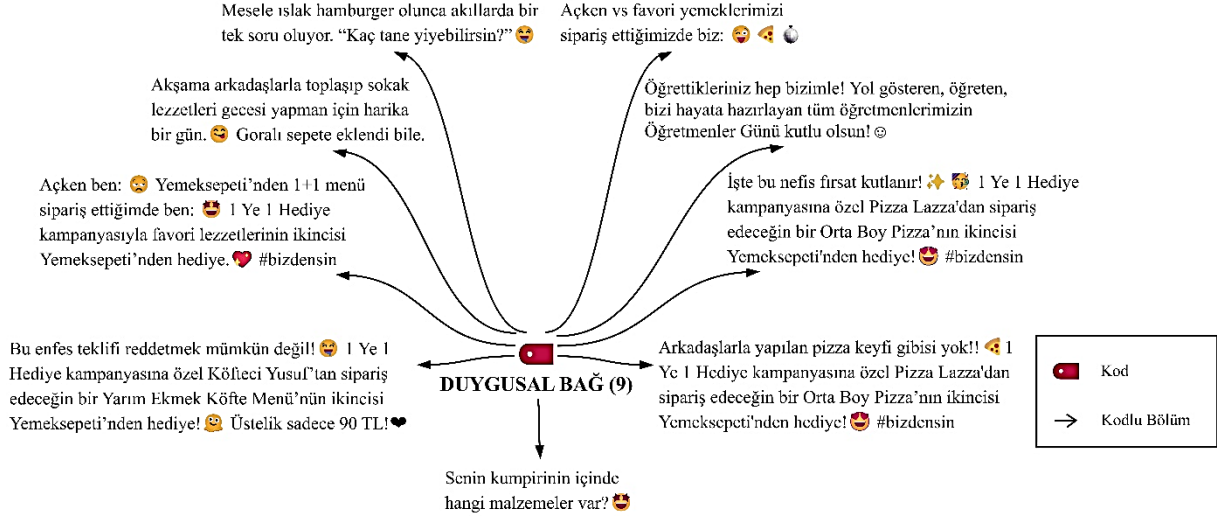 Mesele ıslak hamburger olunca akıllarda bir
tek soru oluyor. “Kaç tane yiyebilirsin?” 😝
Açken vs favori yemeklerimizi
sipariş ettiğimizde biz: 😜 🍕 💍
Akşama arkadaşlarla toplaşıp sokak
lezzetleri gecesi yapman için harika
bir gün. 😋 Goralı sepete eklendi bile.
Öğrettikleriniz hep bizimle! Yol gösteren, öğreten,
bizi hayata hazırlayan tüm öğretmenlerimizin
Öğretmenler Günü kutlu olsun! ☺
Açken ben: 😧 Yemeksepeti’nden 1+1 menü
sipariş ettiğimde ben: 🤩 1 Ye 1 Hediye
kampanyasıyla favori lezzetlerinin ikincisi
Yemeksepeti’nden hediye. 💖 #bizdensin
İşte bu nefis fırsat kutlanır! ✨ 🥳 1 Ye 1 Hediye
kampanyasına özel Pizza Lazza'dan sipariş
edeceğin bir Orta Boy Pizza’nın ikincisi
Yemeksepeti'nden hediye! 😍 #bizdensin
Bu enfes teklifi reddetmek mümkün değil! 😝 1 Ye 1
Hediye kampanyasına özel Köfteci Yusuf’tan sipariş
edeceğin bir Yarım Ekmek Köfte Menü’nün ikincisi
Yemeksepeti’nden hediye! 🤗 Üstelik sadece 90 TL! ❤
Arkadaşlarla yapılan pizza keyfi gibisi yok!! 🍕 1
Ye 1 Hediye kampanyasına özel Pizza Lazza'dan
sipariş edeceğin bir Orta Boy Pizza’nın ikincisi
Yemeksepeti'nden hediye! 😍 #bizdensin
DUYGUSAL BAĞ (9)
Senin kumpirinin içinde
hangi malzemeler var? 🤩
Kod
Kodlu Bölüm